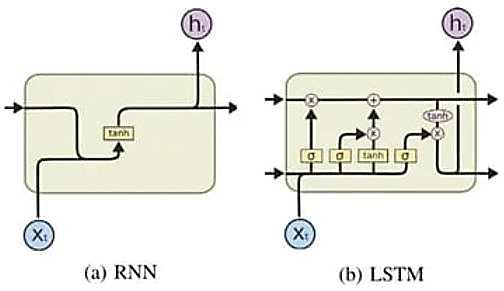 hₜ
hₜ
x
+
tanh
tanh
x
σ
σ
tanh
σ
x
Xₜ
Xₜ
(a) RNN
(b) LSTM